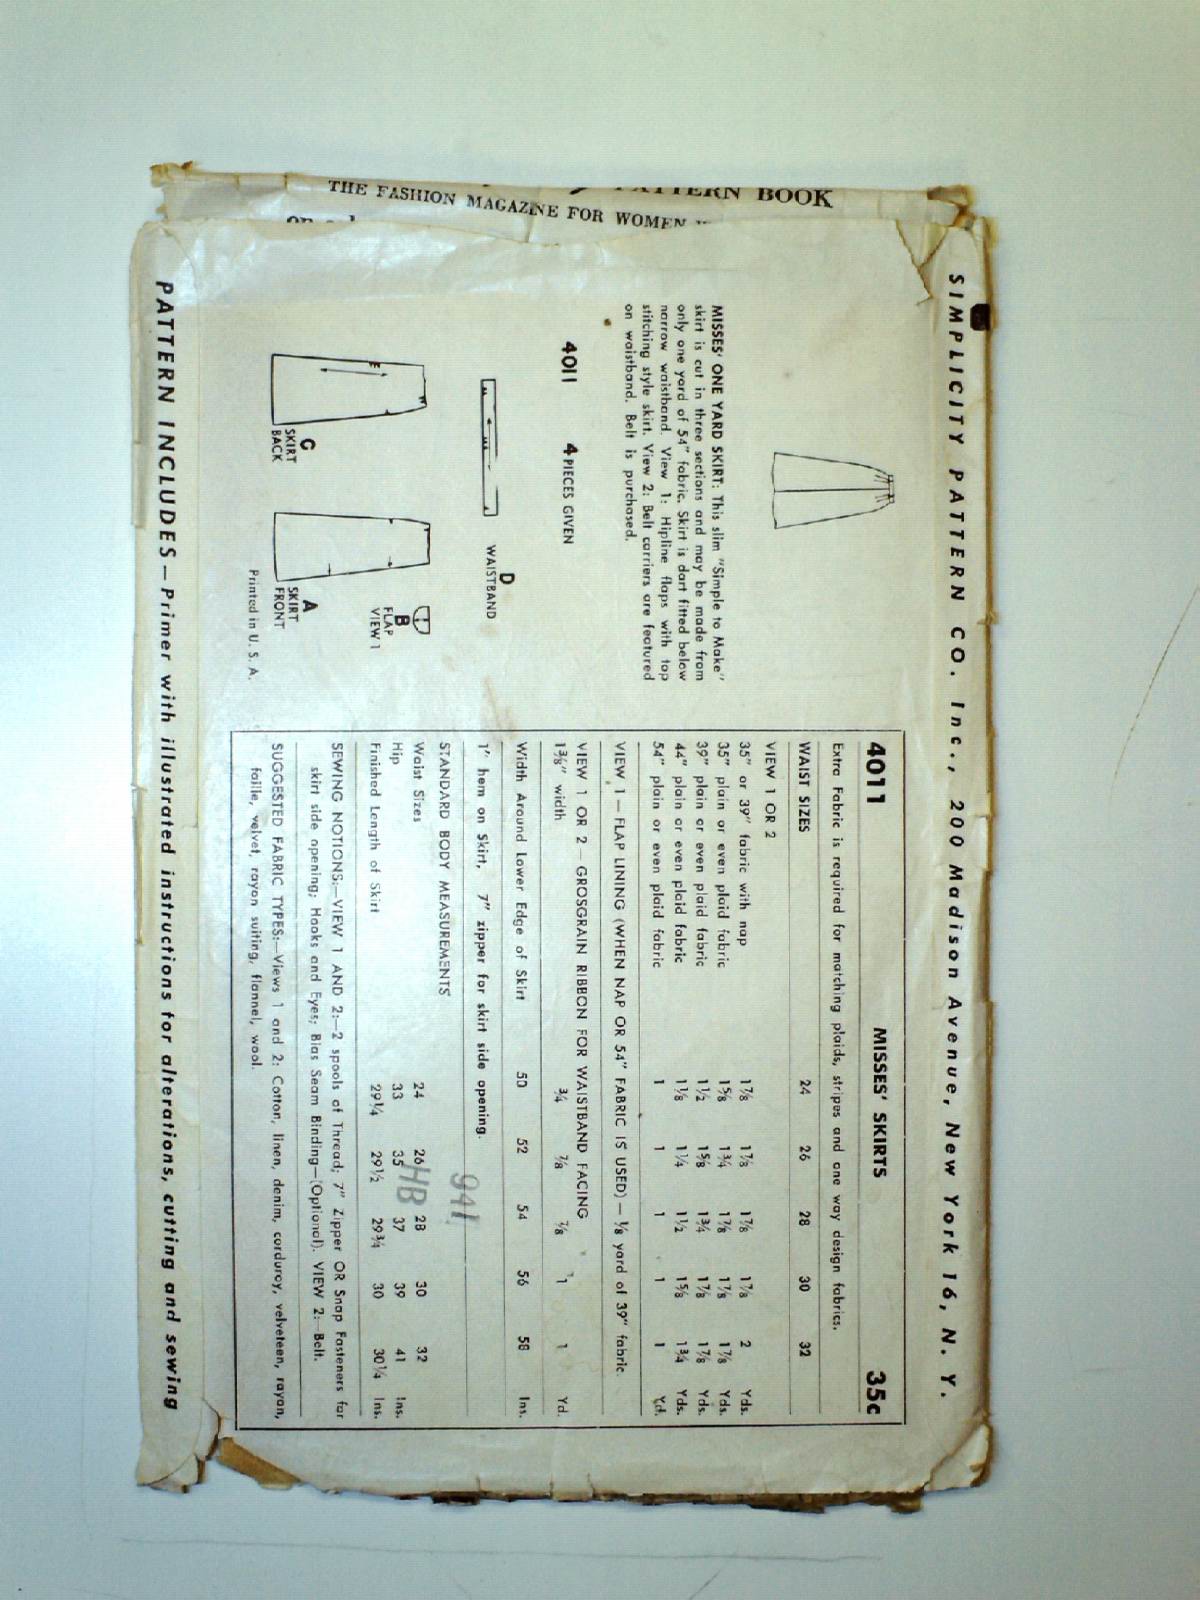 PATTERN BOOK
THE FASHION MAGAZINE FOR WOMEN
SIMPLICITY PATTERN CO. Inc., 200 Madison Avenue, New York 16, N. Y.
MISSES' ONE YARD SKIRT: This slim "Simple to Make"
skirt is cut in three sections and may be made from
only one yard of 54" fabric. Skirt is dart fitted below
narrow waistband. View 1: Hipline flaps with top
stitching style skirt. View 2: Belt carriers are featured
on waistband. Belt is purchased.
4011 4 PIECES GIVEN
D
WAISTBAND
C
SKIRT
BACK
A
SKIRT
FRONT
B
FLAP
VIEW 1
Printed in U. S. A.
4011 MISSES' SKIRTS 35c
Extra Fabric is required for matching plaids, stripes and one way design fabrics.
WAIST SIZES 24 26 28 30 32
VIEW 1 OR 2
35" or 39" fabric with nap 1⅞ 1⅞ 1⅞ 1⅞ 2 Yds.
35" plain or even plaid fabric 1⅝ 1¾ 1⅞ 1⅞ 1⅞ Yds.
39" plain or even plaid fabric 1½ 1⅝ 1¾ 1⅞ 1⅞ Yds.
44" plain or even plaid fabric 1⅛ 1¼ 1½ 1⅝ 1¾ Yds.
54" plain or even plaid fabric 1 1 1 1 1 Yd.
VIEW 1 — FLAP LINING (WHEN NAP OR 54" FABRIC IS USED) — ⅛ yard of 39" fabric.
VIEW 1 OR 2 — GROSGRAIN RIBBON FOR WAISTBAND FACING
1⅜" width ¾ ⅞ ⅞ 1 1 Yd.
Width Around Lower Edge of Skirt 50 52 54 56 58 Ins.
1" hem on Skirt, 7" zipper for skirt side opening.
941
STANDARD BODY MEASUREMENTS
Waist Sizes 24 26 28 30 32
HB
Hip 33 35 37 39 41 Ins.
Finished Length of Skirt 29¼ 29½ 29¾ 30 30¼ Ins.
SEWING NOTIONS:—VIEW 1 AND 2:—2 spools of Thread; 7" Zipper OR Snap Fasteners for
skirt side opening; Hooks and Eyes; Bias Seam Binding—(Optional). VIEW 2:—Belt.
SUGGESTED FABRIC TYPES:—Views 1 and 2: Cotton, linen, denim, corduroy, velveteen, rayon,
faille, velvet, rayon suiting, flannel, wool.
PATTERN INCLUDES—Primer with illustrated instructions for alterations, cutting and sewing